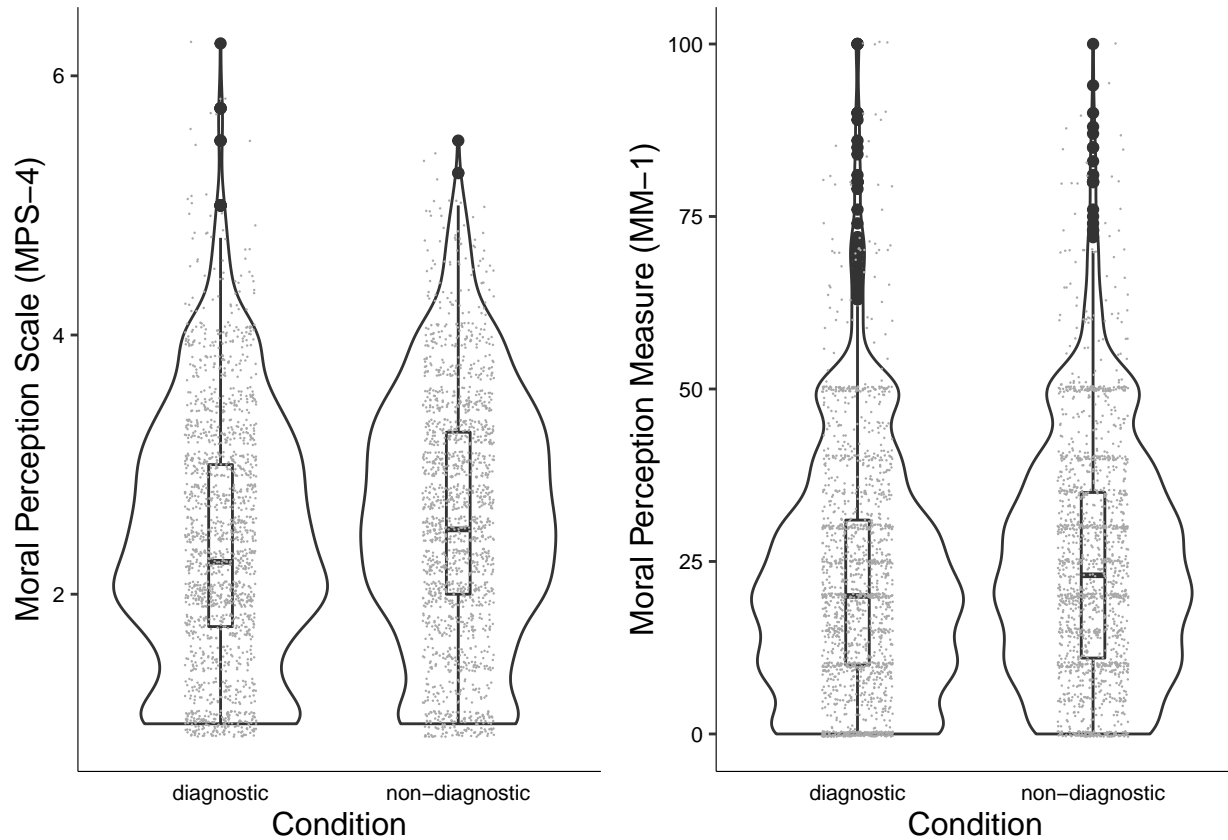 Moral Perception Scale (MPS−4)
6
4
2
diagnostic
non−diagnostic
Condition
Moral Perception Measure (MM−1)
100
75
50
25
0
diagnostic
non−diagnostic
Condition